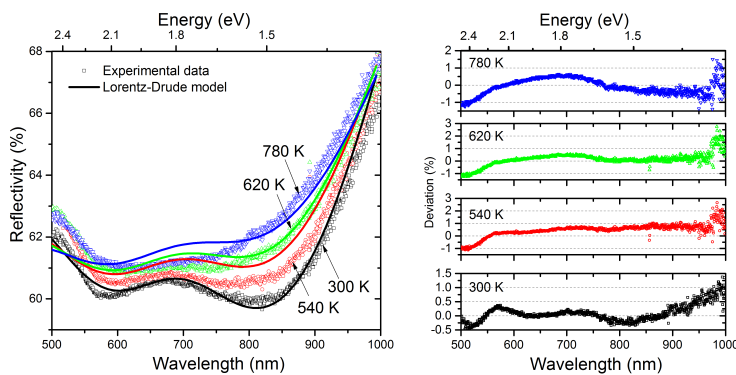 Energy (eV)
2.4 2.1 1.8 1.5
68
66
64
62
60
Reflectivity (%)
Experimental data
Lorentz-Drude model
780 K
620 K
300 K
540 K
500 600 700 800 900 1000
Wavelength (nm)
Energy (eV)
2.4 2.1 1.8 1.5
Deviation (%)
780 K
2
1
0
-1
620 K
3
2
1
0
-1
540 K
3
2
1
0
-1
300 K
1.5
1.0
0.5
0.0
-0.5
500 600 700 800 900 1000
Wavelength (nm)